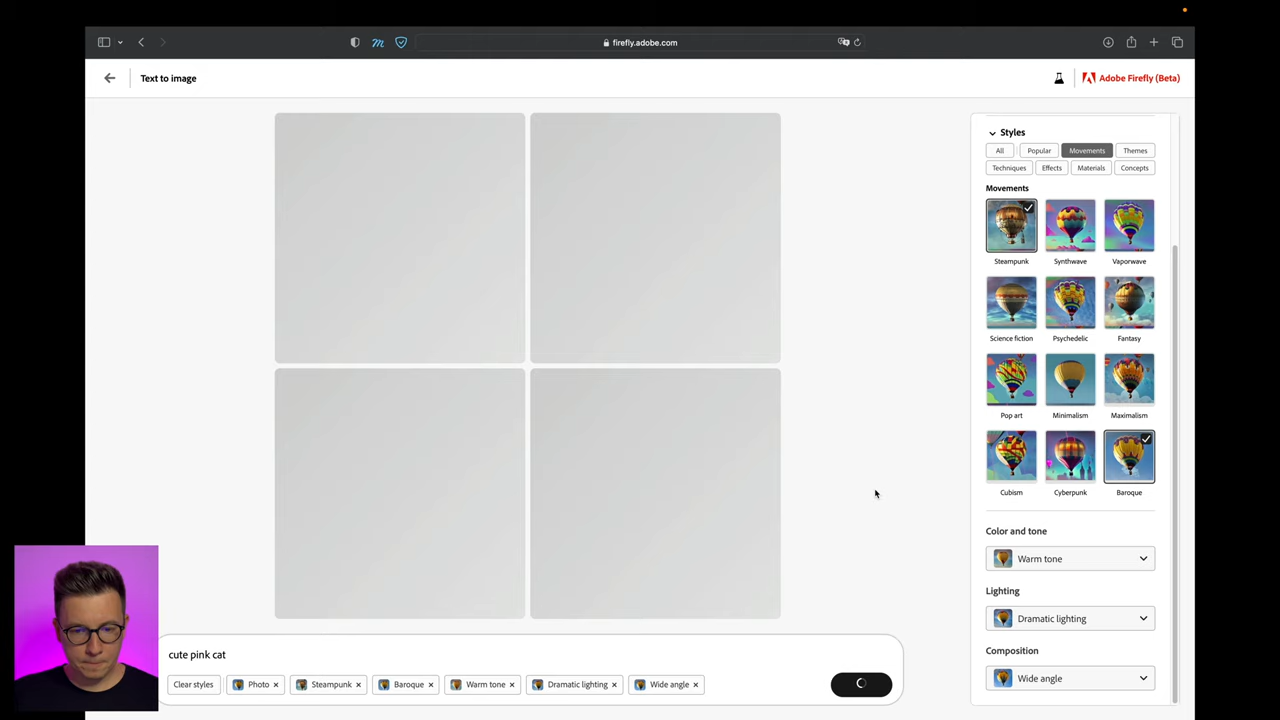 firefly.adobe.com
Text to image
Adobe Firefly (Beta)
Styles
All
Popular
Movements
Themes
Techniques
Effects
Materials
Concepts
Movements
Steampunk
Synthwave
Vaporwave
Science fiction
Psychedelic
Fantasy
Pop art
Minimalism
Maximalism
Cubism
Cyberpunk
Baroque
Color and tone
Warm tone
Lighting
Dramatic lighting
Composition
Wide angle
cute pink cat
Clear styles
Photo
Steampunk
Baroque
Warm tone
Dramatic lighting
Wide angle